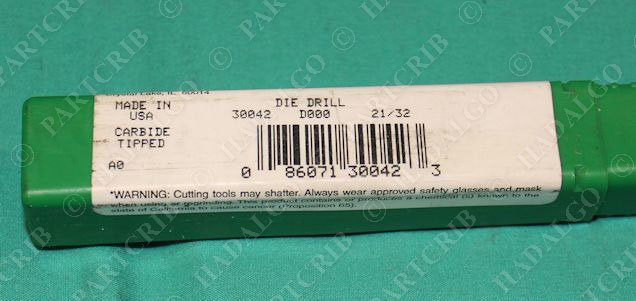 Crystal Lake, IL. 60014
MADE IN DIE DRILL
USA 30042 D000 21/32
CARBIDE
TIPPED
A0
0 86071 30042 3
*WARNING: Cutting tools may shatter. Always wear approved safety glasses and mask
when using or grinding. This product contains or produces a chemical (s) known to the
state of California to cause cancer (Proposition 65).
© PARTCRIB
© HADALGO